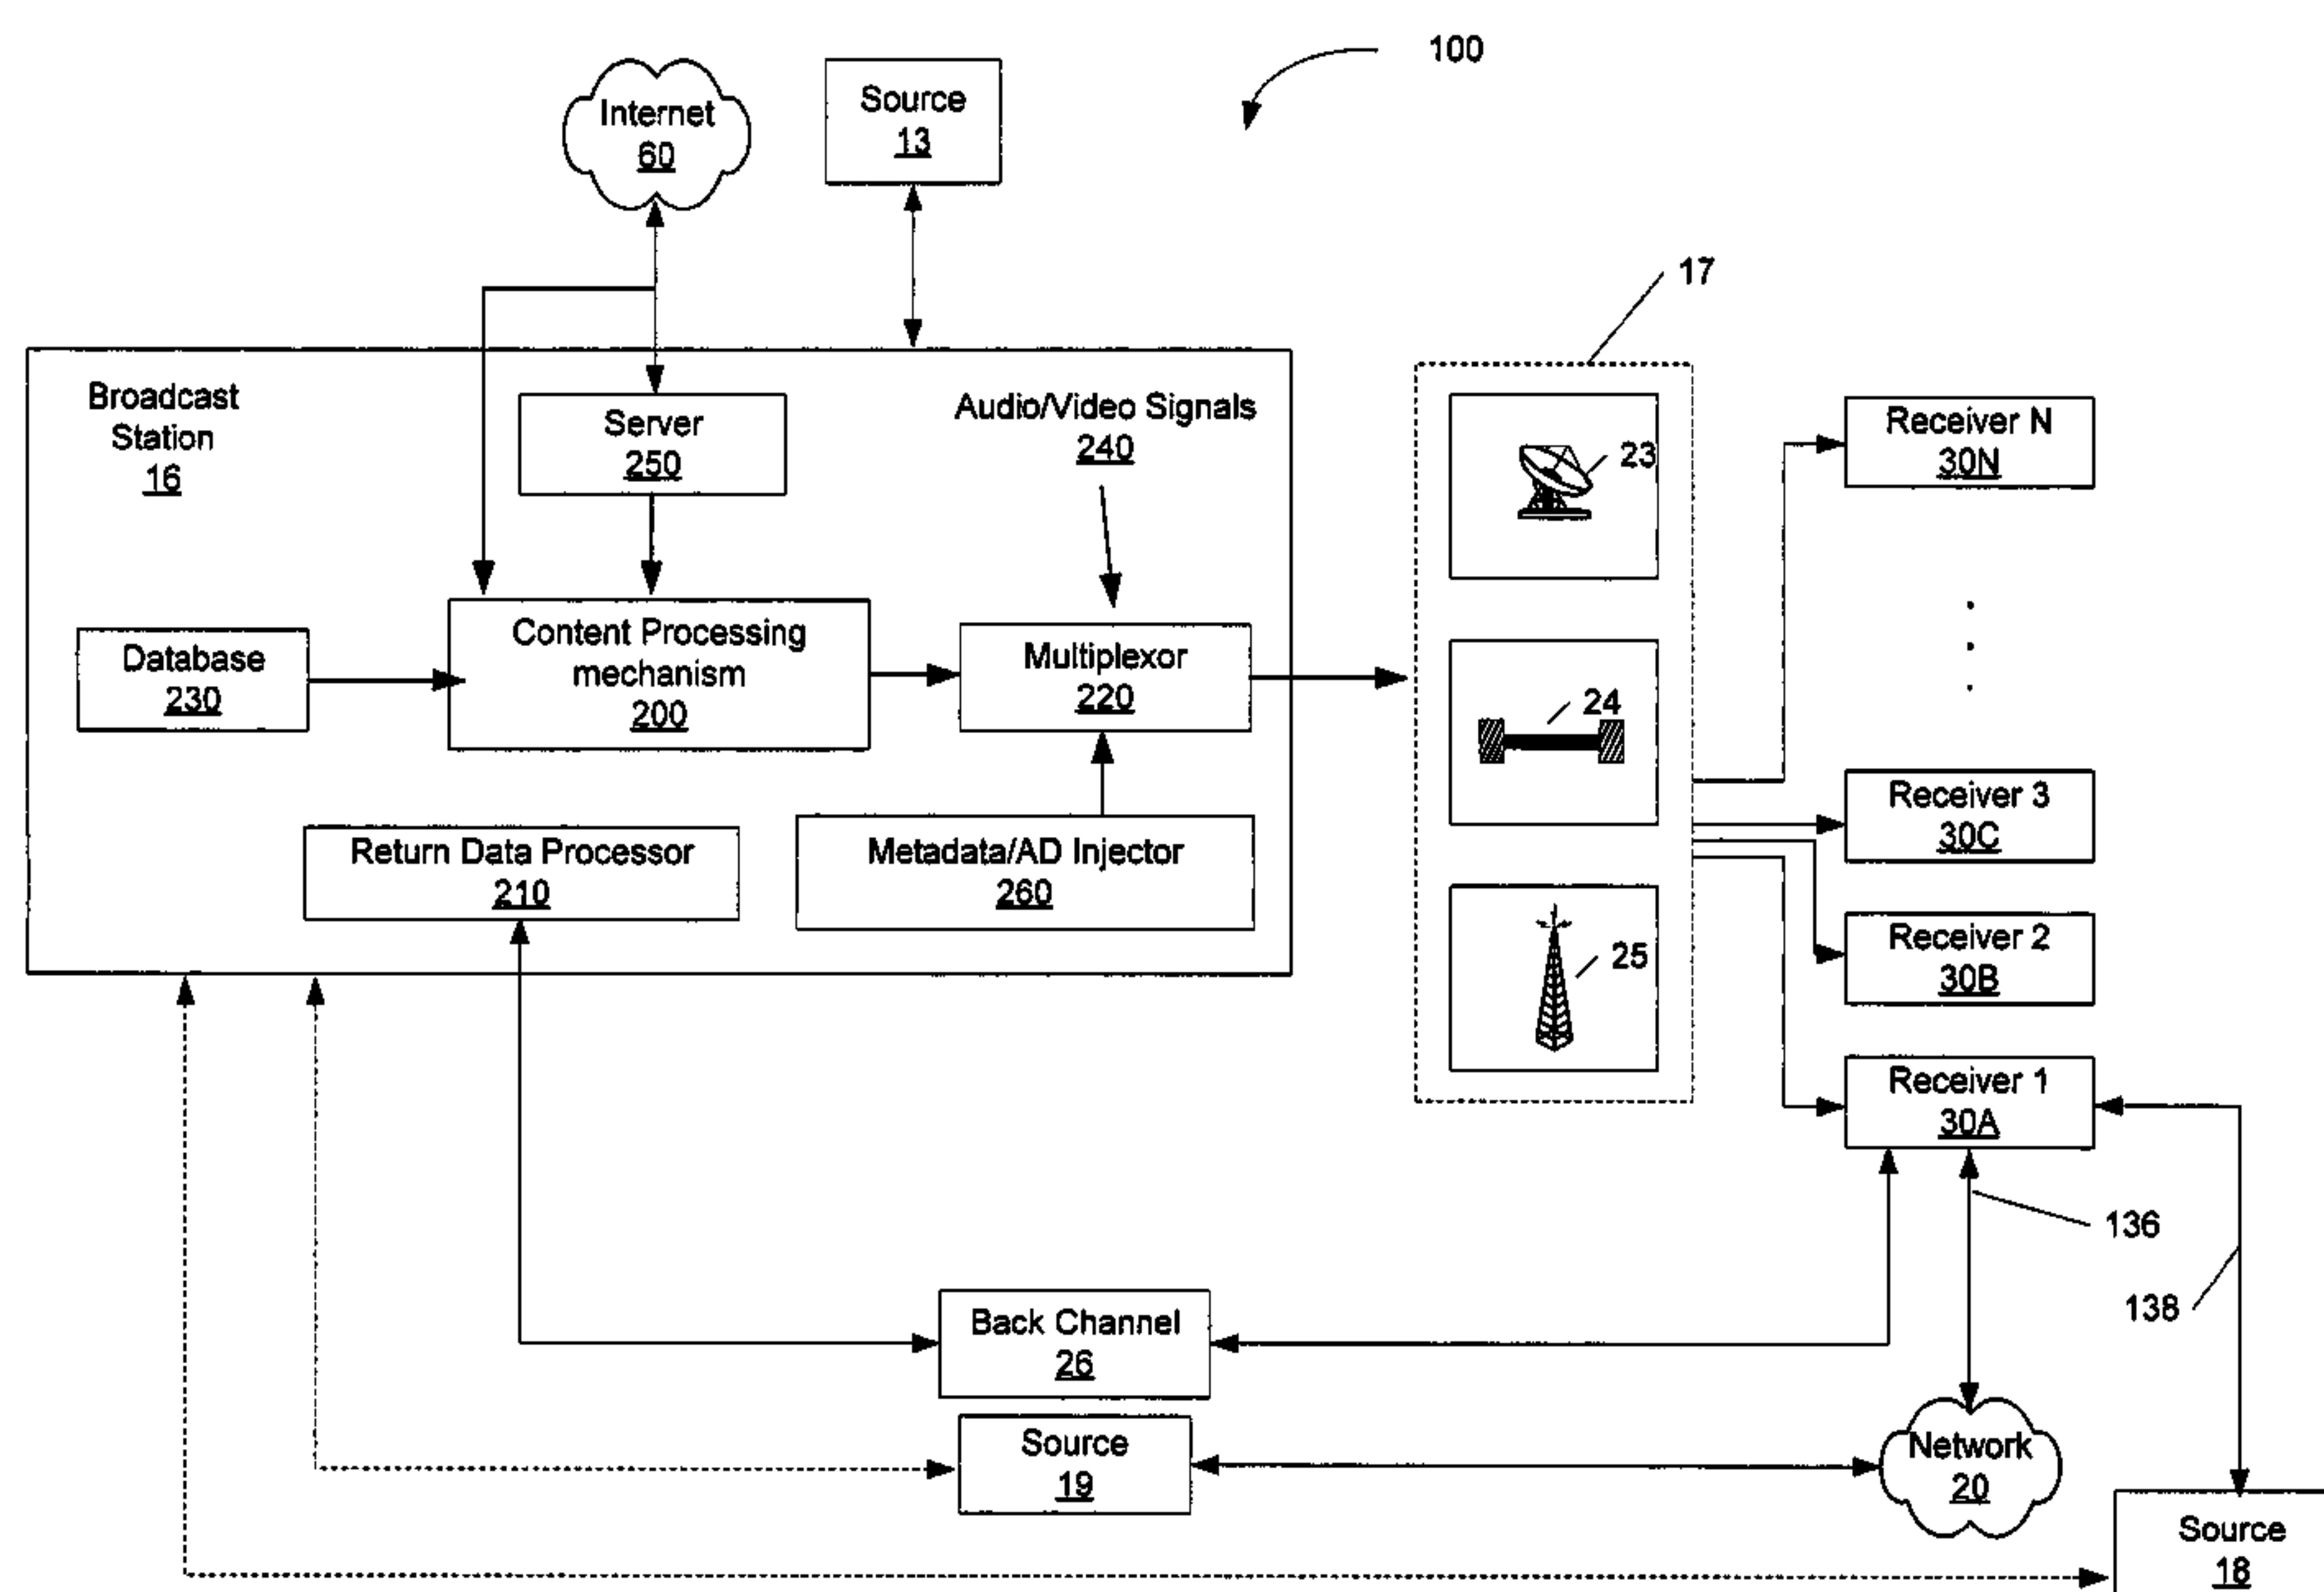 100
Internet
60
Source
13
17
Broadcast
Station
16
Server
250
Audio/Video Signals
240
23
Receiver N
30N
Database
230
Content Processing
mechanism
200
Multiplexor
220
24
Receiver 3
30C
Return Data Processor
210
Metadata/AD Injector
260
25
Receiver 2
30B
Receiver 1
30A
136
138
Back Channel
26
Source
19
Network
20
Source
18